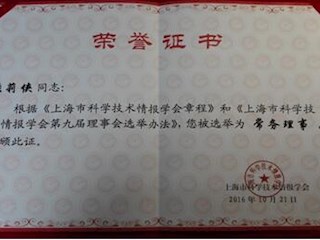 荣誉证书
莉侠同志：
根据《上海市科学技术情报学会章程》和《上海市科学技
情报学会第九届理事会选举办法》，您被选举为 常务理事
颁此证。
上海市科学技术情报学会
2016年10月21日